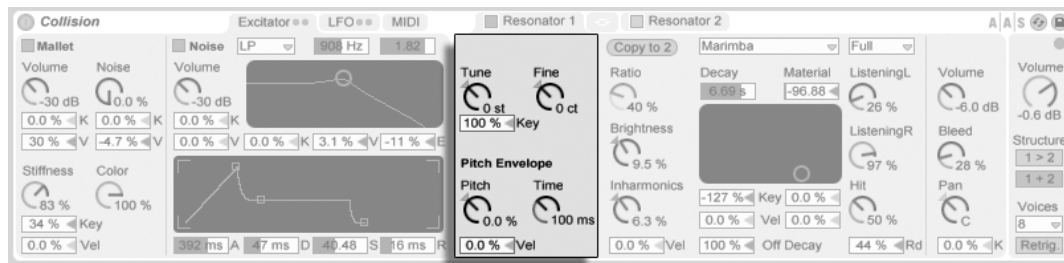 Collision
Excitator LFO MIDI
Resonator 1
Resonator 2
A A S
Mallet
Volume Noise
-30 dB 0.0 %
0.0 % K 0.0 % K
30 % V -4.7 % V
Stiffness Color
83 % 100 %
34 % Key
0.0 % Vel
Noise LP 908 Hz 1.82
Volume
-30 dB
0.0 % K
0.0 % V 0.0 % K 3.1 % V -11 % E
392 ms A 47 ms D 40.48 S 16 ms R
Tune Fine
0 st 0 ct
100 % Key
Pitch Envelope
Pitch Time
0.0 % 100 ms
0.0 % Vel
Copy to 2 Marimba Full
Ratio
40 %
Brightness
9.5 %
Inharmonics
6.3 %
0.0 % Vel
Decay Material
6.69 s -96.88
-127 % Key 0.0 %
0.0 % Vel 0.0 %
100 % Off Decay
ListeningL
26 %
ListeningR
97 %
Hit
50 %
44 % Rd
Volume
-6.0 dB
Bleed
28 %
Pan
C
0.0 % K
Volume
-0.6 dB
Structure
1 > 2
1 + 2
Voices
8
Retrig.